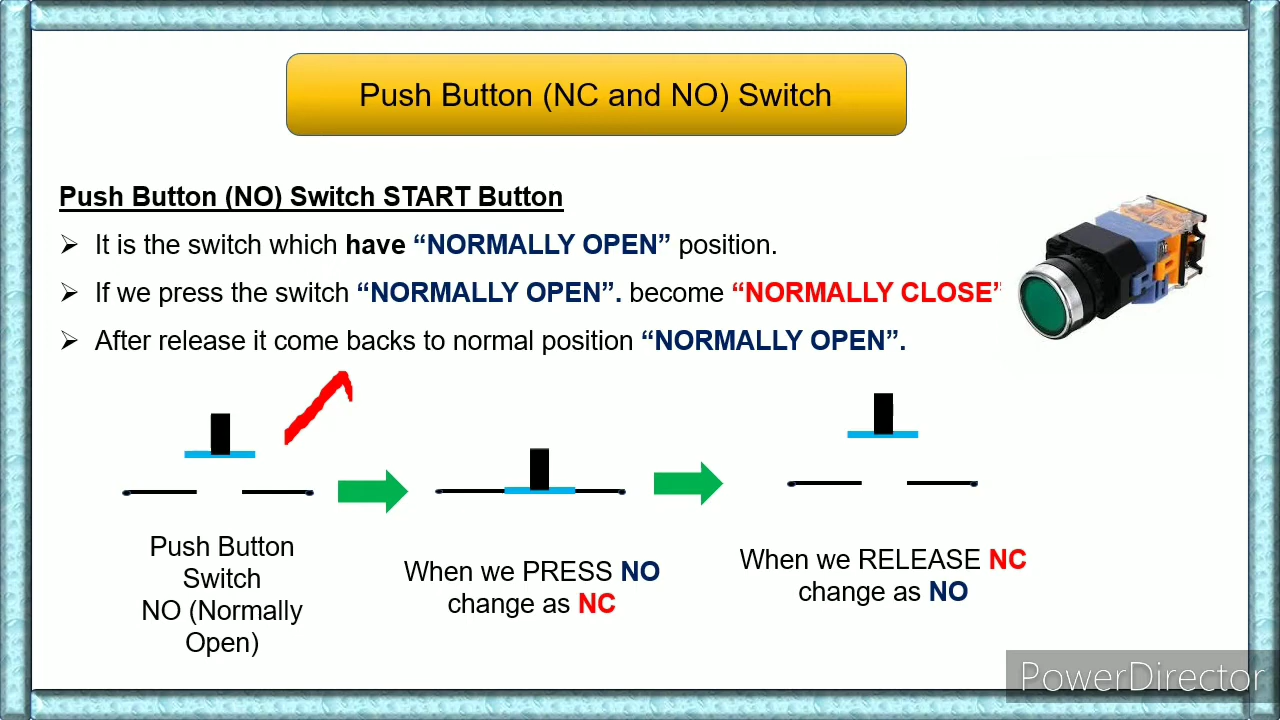 Push Button (NC and NO) Switch
Push Button (NO) Switch START Button
It is the switch which have “NORMALLY OPEN” position.
If we press the switch “NORMALLY OPEN”. become “NORMALLY CLOSE”
After release it come backs to normal position “NORMALLY OPEN”.
Push Button
Switch
NO (Normally
Open)
When we PRESS NO
change as NC
When we RELEASE NC
change as NO
PowerDirector